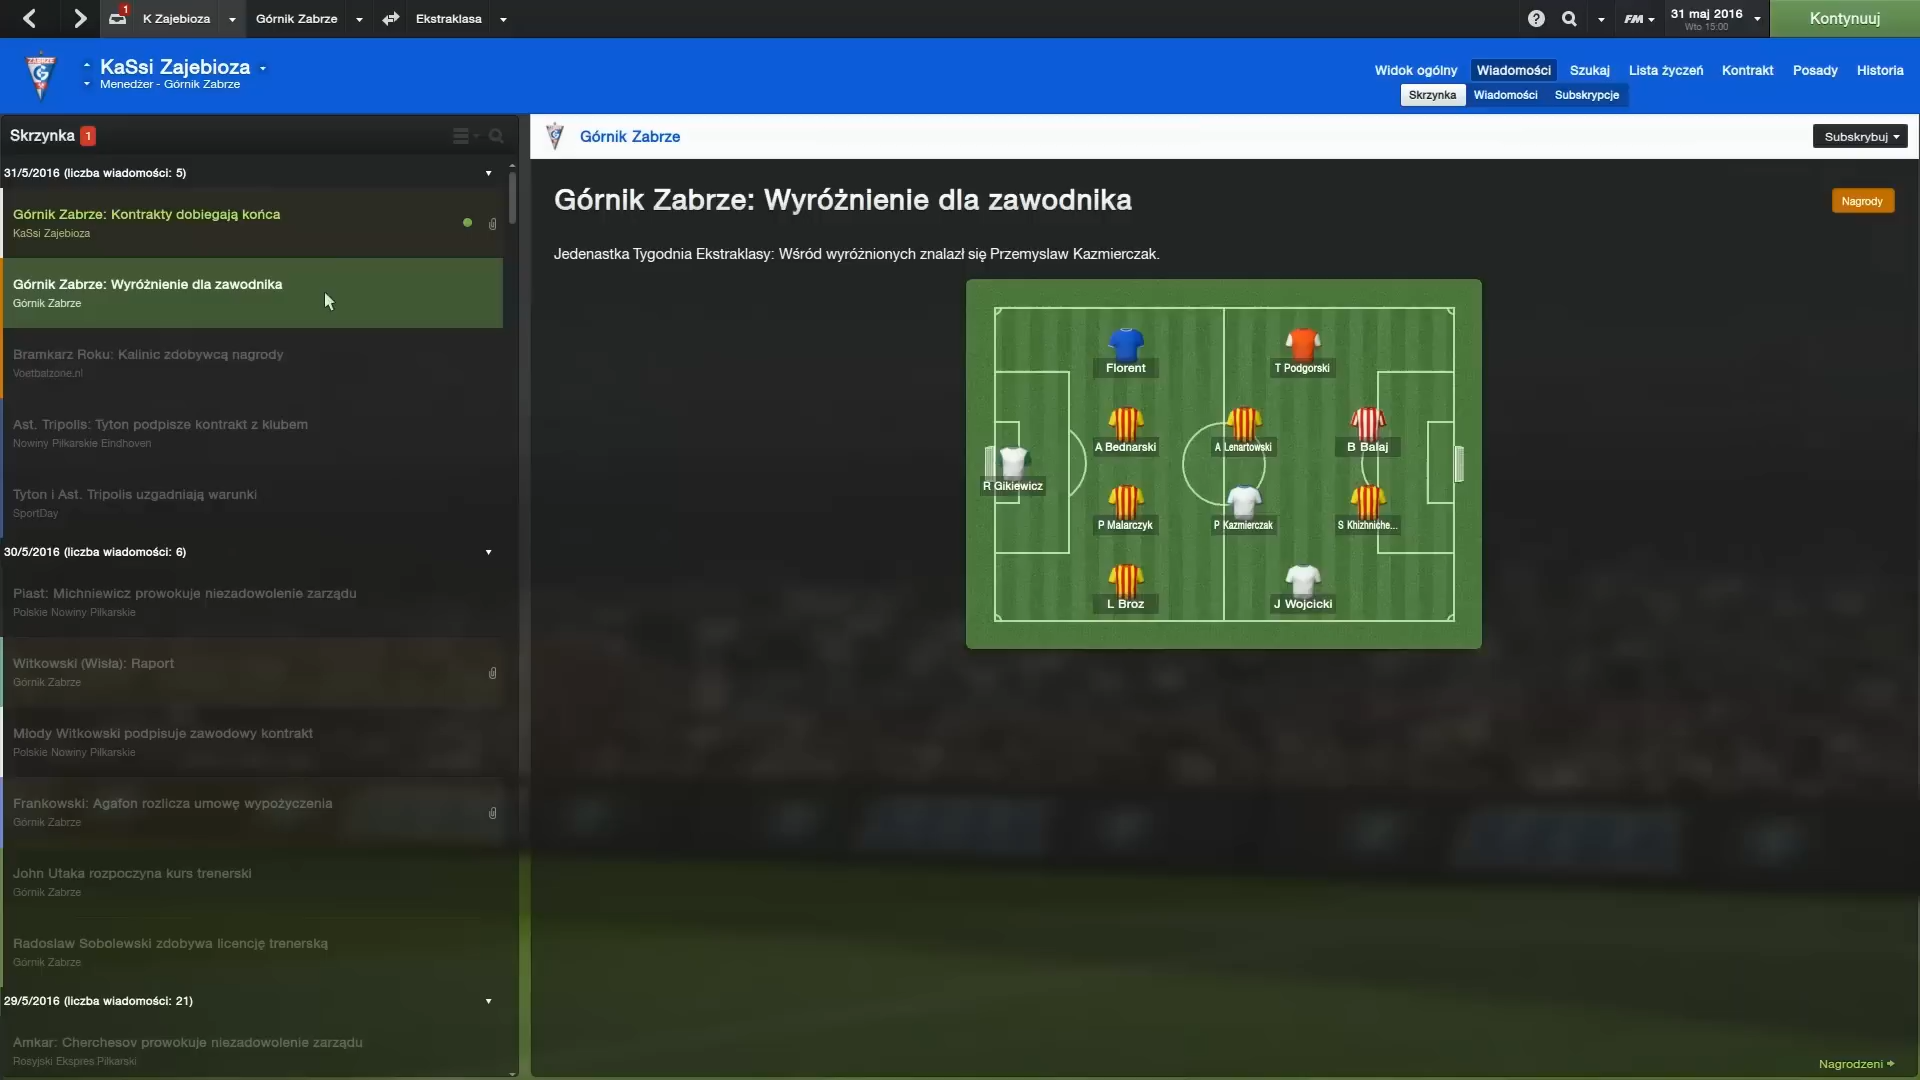 1
K Zajebioza
Górnik Zabrze
Ekstraklasa
?
FM
31 maj 2016
Wto 15:00
Kontynuuj
ZABRZE
G
KaSsi Zajebioza
Menedżer - Górnik Zabrze
Widok ogólny
Wiadomości
Szukaj
Lista życzeń
Kontrakt
Posady
Historia
Skrzynka
Wiadomości
Subskrypcje
Skrzynka 1
31/5/2016 (liczba wiadomości: 5)
Górnik Zabrze: Kontrakty dobiegają końca
KaSsi Zajebioza
Górnik Zabrze: Wyróżnienie dla zawodnika
Górnik Zabrze
Bramkarz Roku: Kalinic zdobywcą nagrody
Voetbalzone.nl
Ast. Tripolis: Tyton podpisze kontrakt z klubem
Nowiny Piłkarskie Eindhoven
Tyton i Ast. Tripolis uzgadniają warunki
SportDay
30/5/2016 (liczba wiadomości: 6)
Piast: Michniewicz prowokuje niezadowolenie zarządu
Polskie Nowiny Piłkarskie
Witkowski (Wisła): Raport
Górnik Zabrze
Młody Witkowski podpisuje zawodowy kontrakt
Polskie Nowiny Piłkarskie
Frankowski: Agafon rozlicza umowę wypożyczenia
Górnik Zabrze
John Utaka rozpoczyna kurs trenerski
Górnik Zabrze
Radoslaw Sobolewski zdobywa licencję trenerską
Górnik Zabrze
29/5/2016 (liczba wiadomości: 21)
Amkar: Cherchesov prowokuje niezadowolenie zarządu
Rosyjski Ekspres Piłkarski
Górnik Zabrze
Subskrybuj
Górnik Zabrze: Wyróżnienie dla zawodnika
Nagrody
Jedenastka Tygodnia Ekstraklasy: Wśród wyróżnionych znalazł się Przemyslaw Kazmierczak.
Florent
T Podgorski
A Bednarski
A Lenartowski
B Balaj
R Gikiewicz
P Malarczyk
P Kazmierczak
S Khizhniche...
L Broz
J Wojcicki
Nagrodzeni